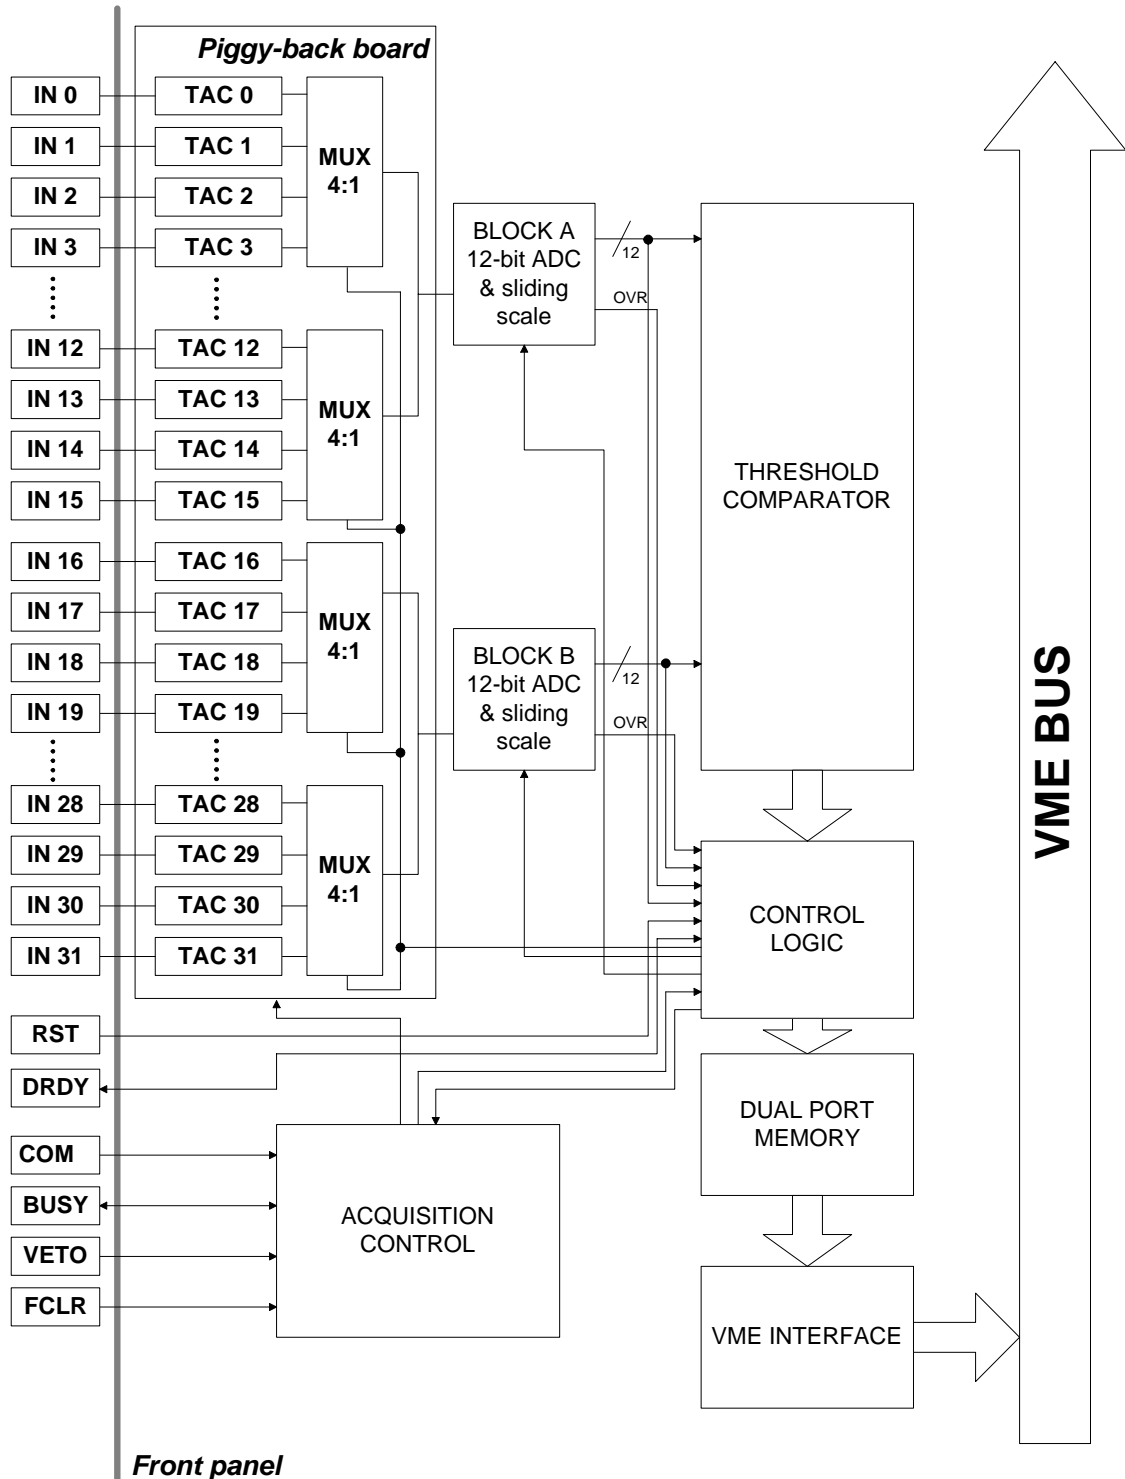 Piggy-back board
IN 0
TAC 0
IN 1
TAC 1
IN 2
TAC 2
IN 3
TAC 3
MUX
4:1
IN 12
TAC 12
IN 13
TAC 13
IN 14
TAC 14
IN 15
TAC 15
MUX
4:1
IN 16
TAC 16
IN 17
TAC 17
IN 18
TAC 18
IN 19
TAC 19
MUX
4:1
IN 28
TAC 28
IN 29
TAC 29
IN 30
TAC 30
IN 31
TAC 31
MUX
4:1
BLOCK A
12-bit ADC
& sliding
scale
12
OVR
BLOCK B
12-bit ADC
& sliding
scale
12
OVR
THRESHOLD
COMPARATOR
CONTROL
LOGIC
DUAL PORT
MEMORY
VME INTERFACE
VME BUS
RST
DRDY
COM
BUSY
VETO
FCLR
ACQUISITION
CONTROL
Front panel